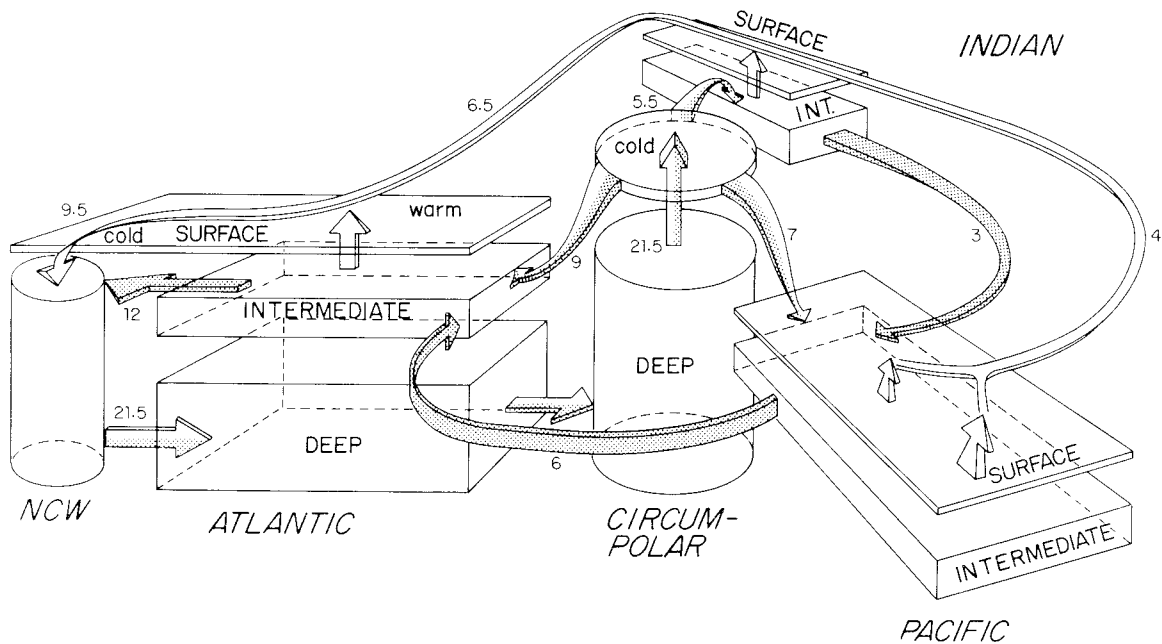 SURFACE
INDIAN
6.5
5.5
INT.
cold
9.5
warm
cold
SURFACE
21.5
7
3
4
9
12
INTERMEDIATE
DEEP
21.5
DEEP
6
SURFACE
NCW
ATLANTIC
CIRCUM-
POLAR
INTERMEDIATE
PACIFIC